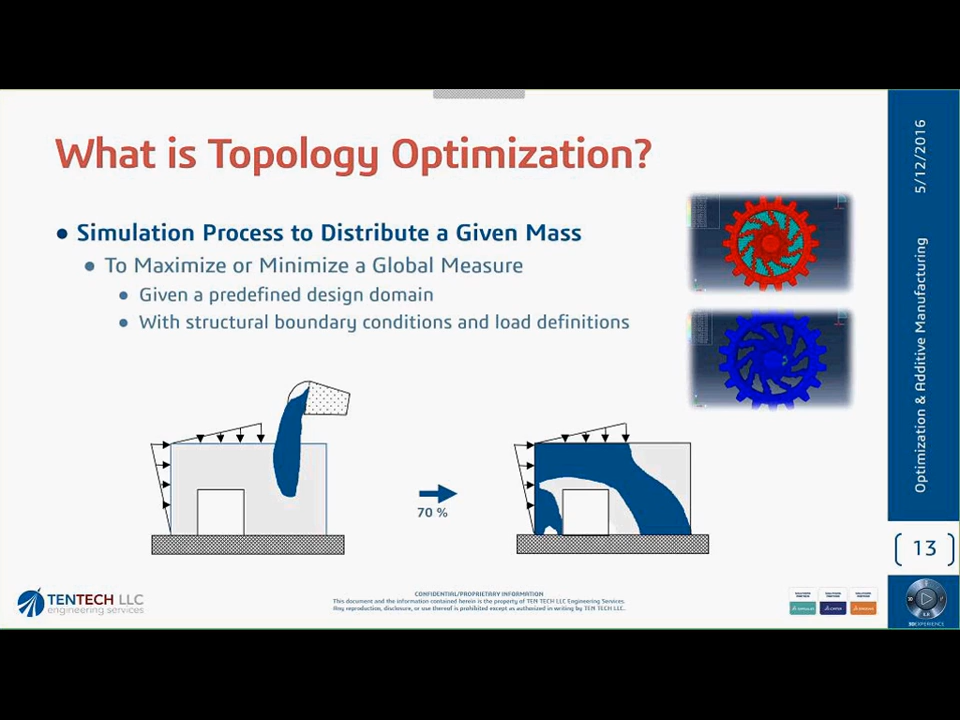 What is Topology Optimization?
● Simulation Process to Distribute a Given Mass
● To Maximize or Minimize a Global Measure
● Given a predefined design domain
● With structural boundary conditions and load definitions
70 %
5/12/2016
Optimization & Additive Manufacturing
13
TENTECH LLC
engineering services
CONFIDENTIAL/PROPRIETARY INFORMATION
This document and the information contained herein is the property of TEN TECH LLC Engineering Services.
Any reproduction, disclosure, or use thereof is prohibited except as authorized in writing by TEN TECH LLC.
3DEXPERIENCE